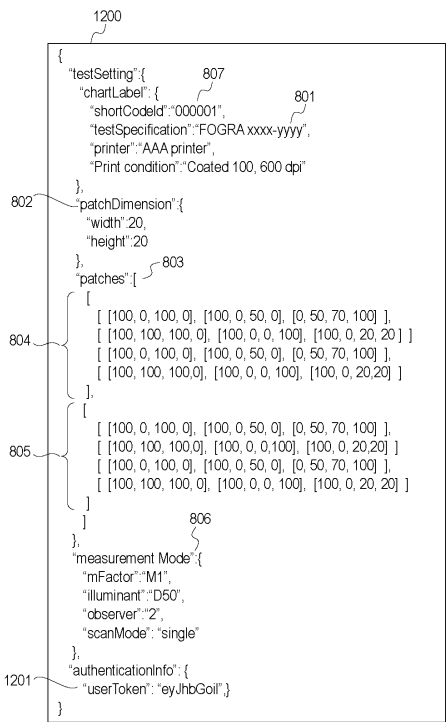 1200
{
"testSetting":{
807
"chartLabel": {
"shortCodeId":"000001",
801
"testSpecification":"FOGRA xxxx-yyyy",
"printer":"AAA printer",
"Print condition":"Coated 100, 600 dpi"
},
802 "patchDimension":{
"width":20,
"height":20
},
"patches":[ 803
[
[ [100, 0, 100, 0], [100, 0, 50, 0], [0, 50, 70, 100] ],
804 [ [100, 100, 100, 0], [100, 0, 0, 100], [100, 0, 20, 20 ] ]
[ [100, 0, 100, 0], [100, 0, 50, 0], [0, 50, 70, 100] ],
[ [100, 100, 100,0], [100, 0, 0, 100], [100, 0, 20,20] ]
],
[
[ [100, 0, 100, 0], [100, 0, 50, 0], [0, 50, 70, 100] ],
805 [ [100, 100, 100,0], [100, 0, 0,100], [100, 0, 20,20] ]
[ [100, 0, 100, 0], [100, 0, 50, 0], [0, 50, 70, 100] ],
[ [100, 100, 100, 0], [100, 0, 0, 100], [100, 0, 20, 20] ]
]
]
},
806
"measurement Mode":{
"mFactor":"M1",
"illuminant":"D50",
"observer":"2",
"scanMode": "single"
},
"authenticationInfo": {
1201 "userToken": "eyJhbGoil",}
}